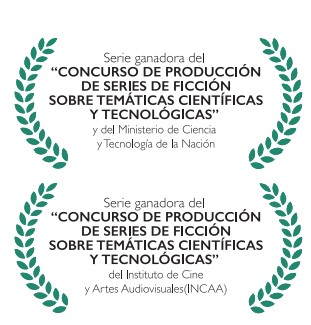 Serie ganadora del
“CONCURSO DE PRODUCCIÓN
DE SERIES DE FICCIÓN
SOBRE TEMÁTICAS CIENTÍFICAS
Y TECNOLÓGICAS”
y del Ministerio de Ciencia
y Tecnología de la Nación
Serie ganadora del
“CONCURSO DE PRODUCCIÓN
DE SERIES DE FICCIÓN
SOBRE TEMÁTICAS CIENTÍFICAS
Y TECNOLÓGICAS”
del Instituto de Cine
y Artes Audiovisuales(INCAA)